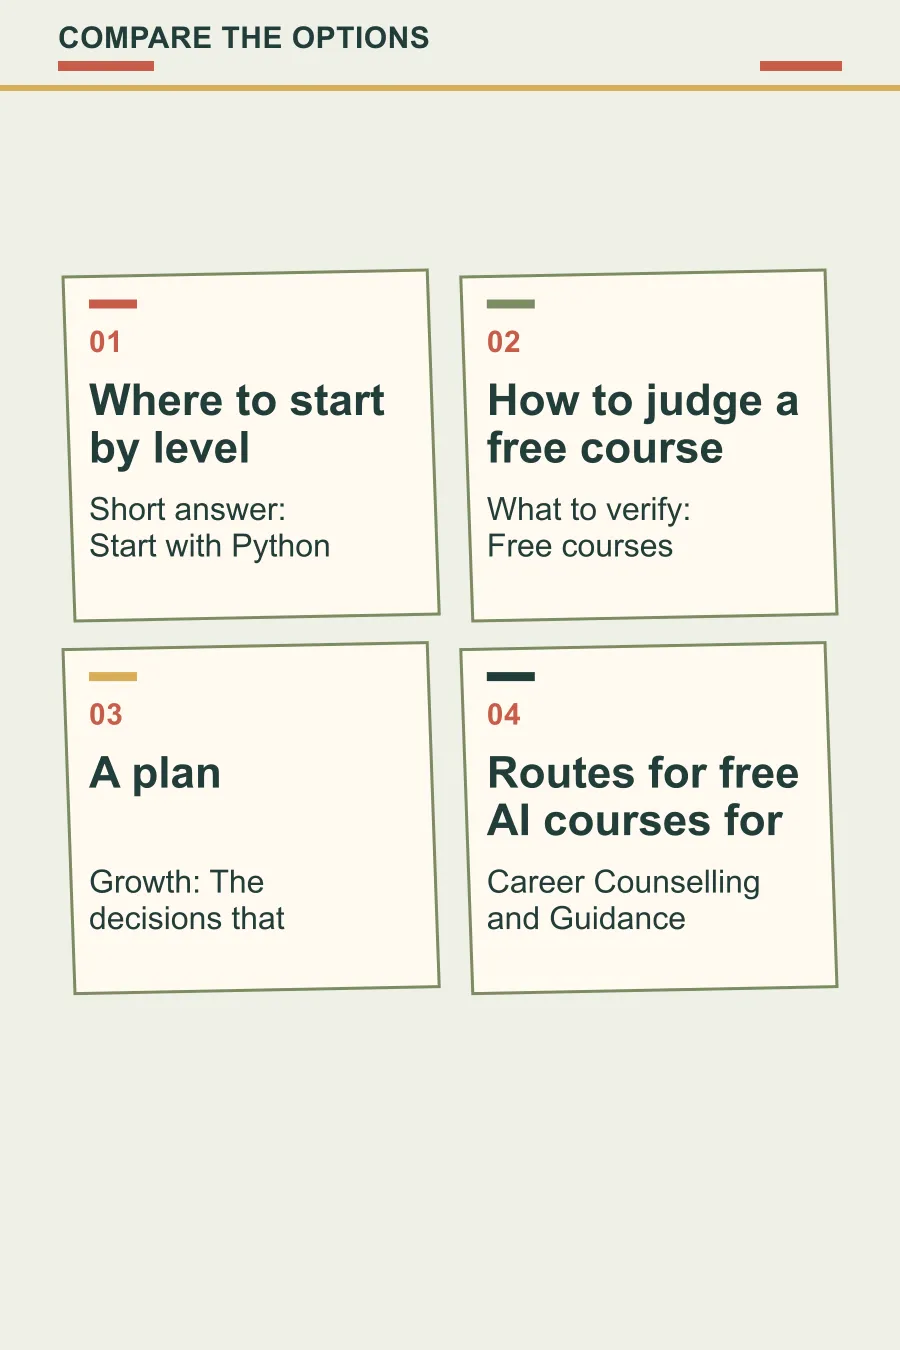 COMPARE THE OPTIONS
01
Where to start
by level
Short answer:
Start with Python
02
How to judge a
free course
What to verify:
Free courses
03
A plan
Growth: The
decisions that
04
Routes for free
AI courses for
Career Counselling
and Guidance